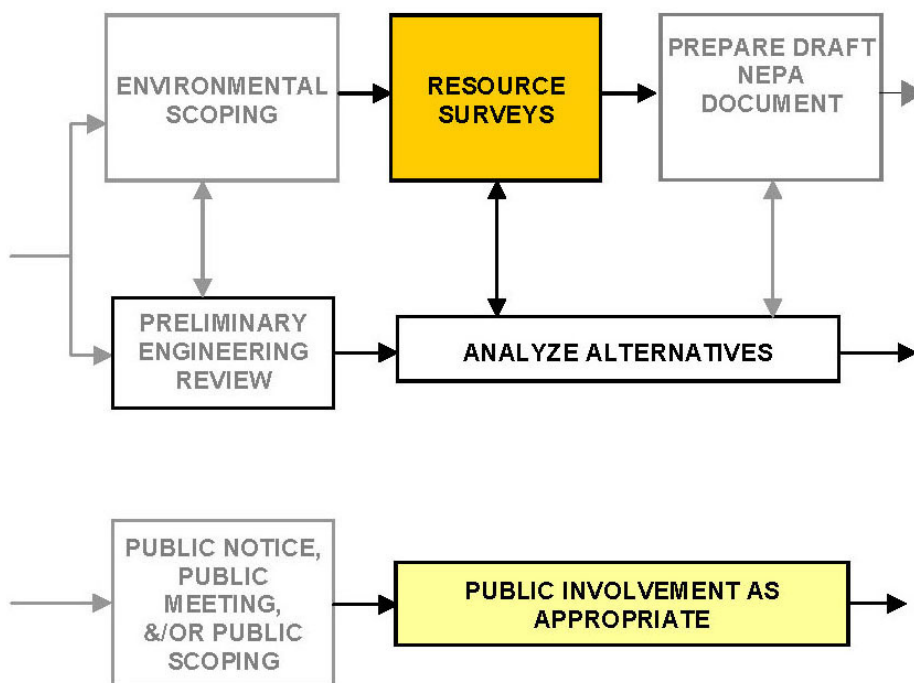 ENVIRONMENTAL
SCOPING
RESOURCE
SURVEYS
PREPARE DRAFT
NEPA
DOCUMENT
PRELIMINARY
ENGINEERING
REVIEW
ANALYZE ALTERNATIVES
PUBLIC NOTICE,
PUBLIC
MEETING,
&/OR PUBLIC
SCOPING
PUBLIC INVOLVEMENT AS
APPROPRIATE